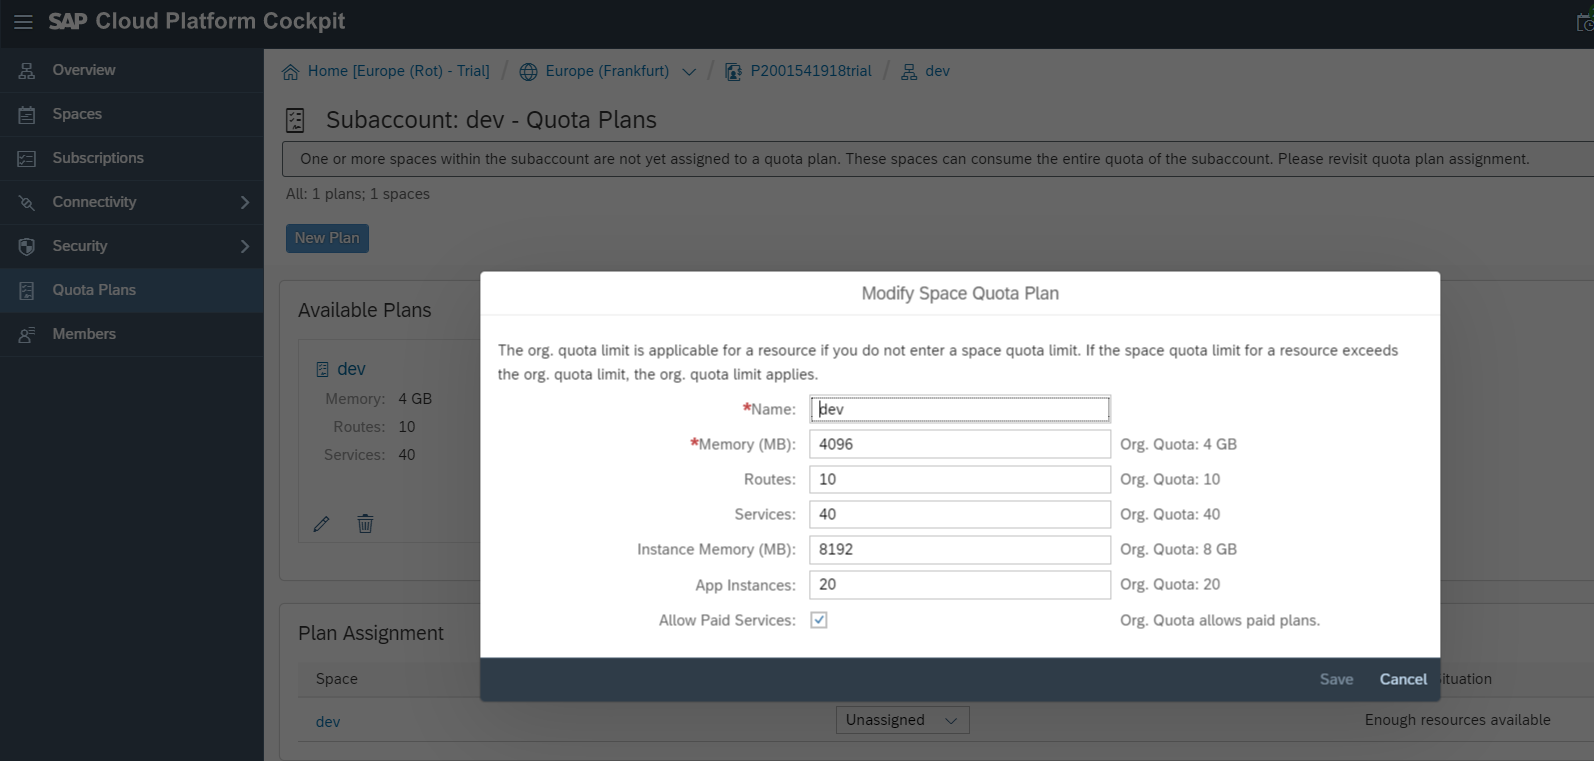 SAP Cloud Platform Cockpit
Overview
Spaces
Subscriptions
Connectivity
Security
Quota Plans
Members
Home [Europe (Rot) - Trial] / Europe (Frankfurt) / P2001541918trial / dev
Subaccount: dev - Quota Plans
One or more spaces within the subaccount are not yet assigned to a quota plan. These spaces can consume the entire quota of the subaccount. Please revisit quota plan assignment.
All: 1 plans; 1 spaces
New Plan
Available Plans
dev
Memory: 4 GB
Routes: 10
Services: 40
Modify Space Quota Plan
The org. quota limit is applicable for a resource if you do not enter a space quota limit. If the space quota limit for a resource exceeds
the org. quota limit, the org. quota limit applies.
*Name: dev
*Memory (MB): 4096 Org. Quota: 4 GB
Routes: 10 Org. Quota: 10
Services: 40 Org. Quota: 40
Instance Memory (MB): 8192 Org. Quota: 8 GB
App Instances: 20 Org. Quota: 20
Allow Paid Services: Org. Quota allows paid plans.
Save Cancel
Plan Assignment
Space
dev Unassigned Enough resources available